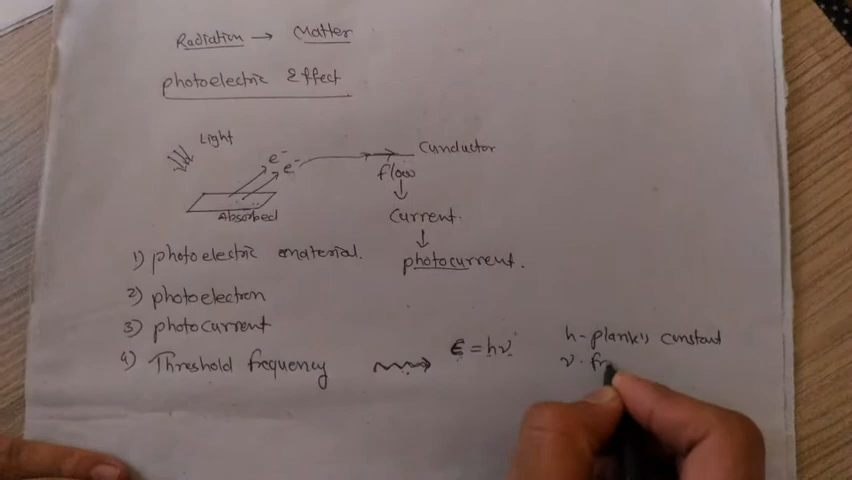 Radiation → Matter
photoelectric Effect
Light
e⁻
e⁻
Cunductor
flow
Absorbed
Current.
photocurrent.
1) photoelectric material.
2) photoelectron
3) photocurrent
4) Threshold frequency
E = hν
h - plank's constant
ν - fr